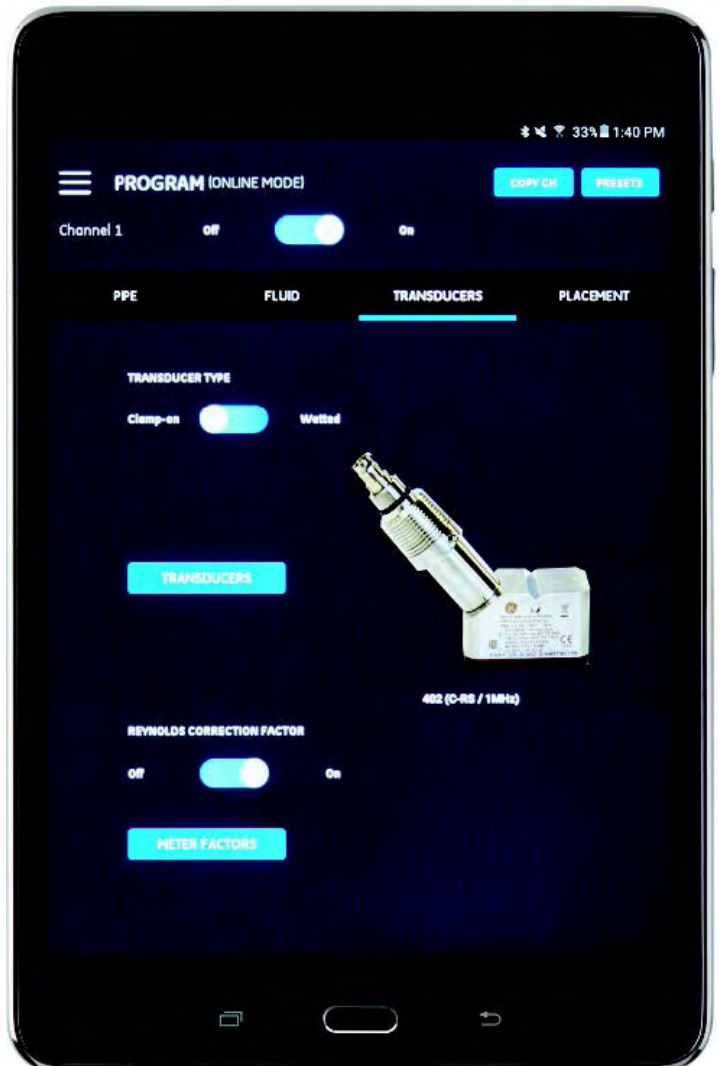 33% 1:40 PM
PROGRAM (ONLINE MODE)
COPY CH PRESETS
Channel 1 Off On
PIPE FLUID TRANSDUCERS PLACEMENT
TRANSDUCER TYPE
Clamp-on Wetted
TRANSDUCERS
CE
402 (C-RS / 1MHz)
REYNOLDS CORRECTION FACTOR
Off On
METER FACTORS